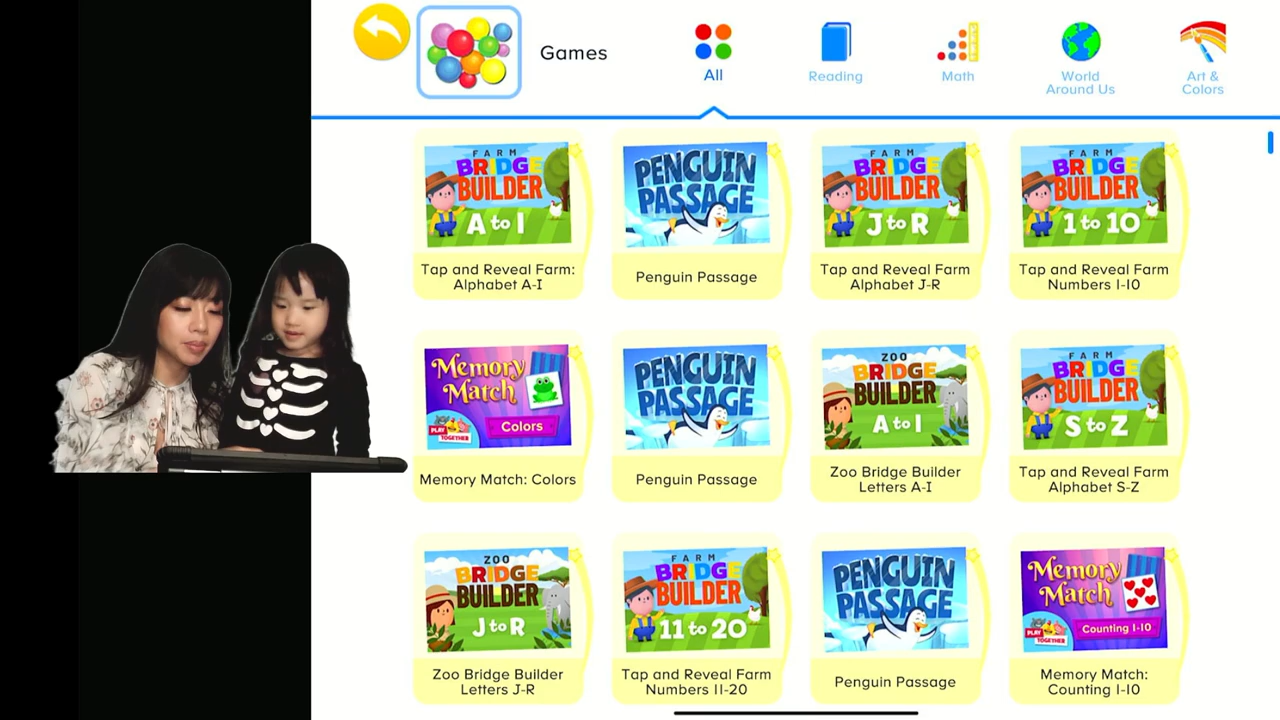 Games
All
Reading
Math
World
Around Us
Art &
Colors
FARM
BRIDGE
BUILDER
A to I
Tap and Reveal Farm:
Alphabet A-I
PENGUIN
PASSAGE
Penguin Passage
FARM
BRIDGE
BUILDER
J to R
Tap and Reveal Farm
Alphabet J-R
FARM
BRIDGE
BUILDER
1 to 10
Tap and Reveal Farm
Numbers 1-10
Memory
Match
PLAY
TOGETHER
Colors
Memory Match: Colors
PENGUIN
PASSAGE
Penguin Passage
ZOO
BRIDGE
BUILDER
A to I
Zoo Bridge Builder
Letters A-I
FARM
BRIDGE
BUILDER
S to Z
Tap and Reveal Farm
Alphabet S-Z
ZOO
BRIDGE
BUILDER
J to R
Zoo Bridge Builder
Letters J-R
FARM
BRIDGE
BUILDER
11 to 20
Tap and Reveal Farm
Numbers 11-20
PENGUIN
PASSAGE
Penguin Passage
Memory
Match
PLAY
TOGETHER
Counting 1-10
Memory Match:
Counting 1-10